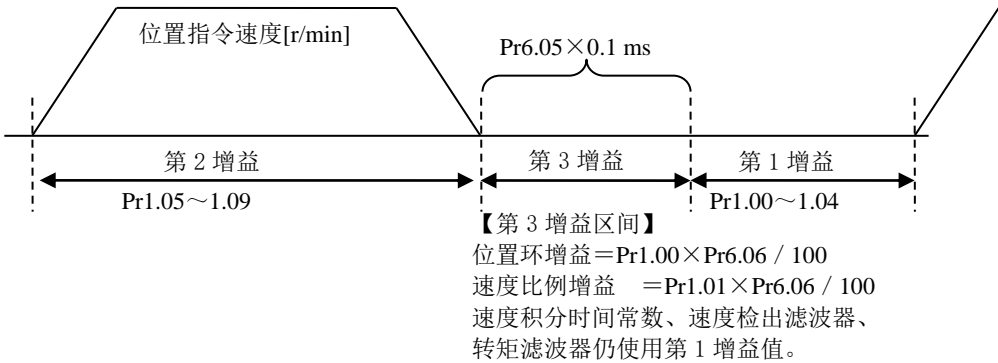 位置指令速度[r/min]
Pr6.05×0.1 ms
第2增益
第3增益
第1增益
Pr1.05～1.09
Pr1.00～1.04
【第3增益区间】
位置环增益＝Pr1.00×Pr6.06 / 100
速度比例增益 ＝Pr1.01×Pr6.06 / 100
速度积分时间常数、速度检出滤波器、
转矩滤波器仍使用第1增益值。